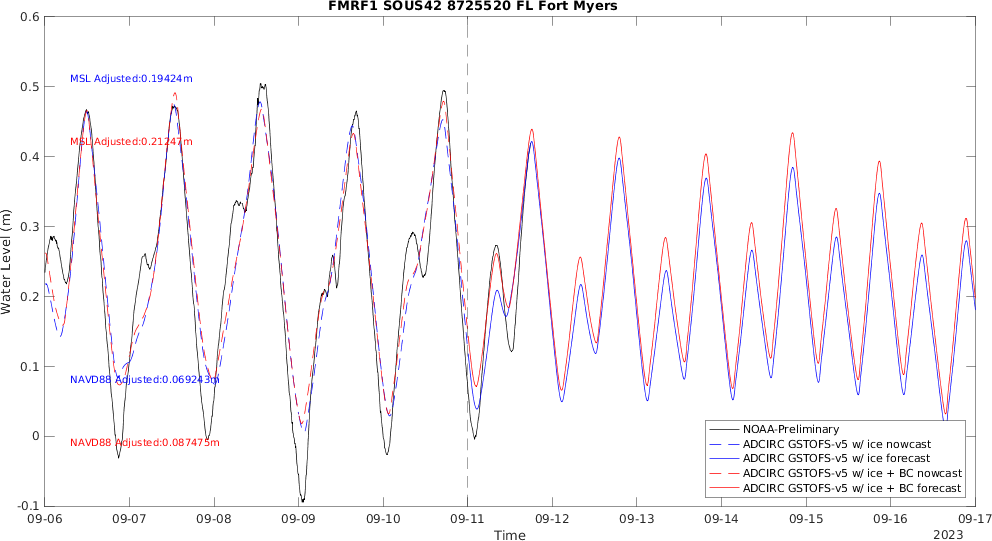 FMRF1 SOUS42 8725520 FL Fort Myers
0.6
0.5
0.4
0.3
0.2
0.1
0
-0.1
Water Level (m)
MSL Adjusted:0.19424m
MSL Adjusted:0.21247m
NAVD88 Adjusted:0.069243m
NAVD88 Adjusted:0.087475m
NOAA-Preliminary
ADCIRC GSTOFS-v5 w/ ice nowcast
ADCIRC GSTOFS-v5 w/ ice forecast
ADCIRC GSTOFS-v5 w/ ice + BC nowcast
ADCIRC GSTOFS-v5 w/ ice + BC forecast
09-06 09-07 09-08 09-09 09-10 09-11 09-12 09-13 09-14 09-15 09-16 09-17
Time
2023